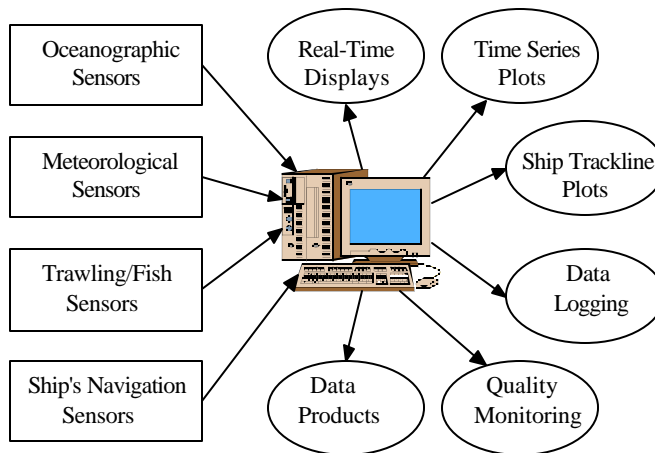 Oceanographic
Sensors
Meteorological
Sensors
Trawling/Fish
Sensors
Ship's Navigation
Sensors
Real-Time
Displays
Time Series
Plots
Ship Trackline
Plots
Data
Logging
Quality
Monitoring
Data
Products